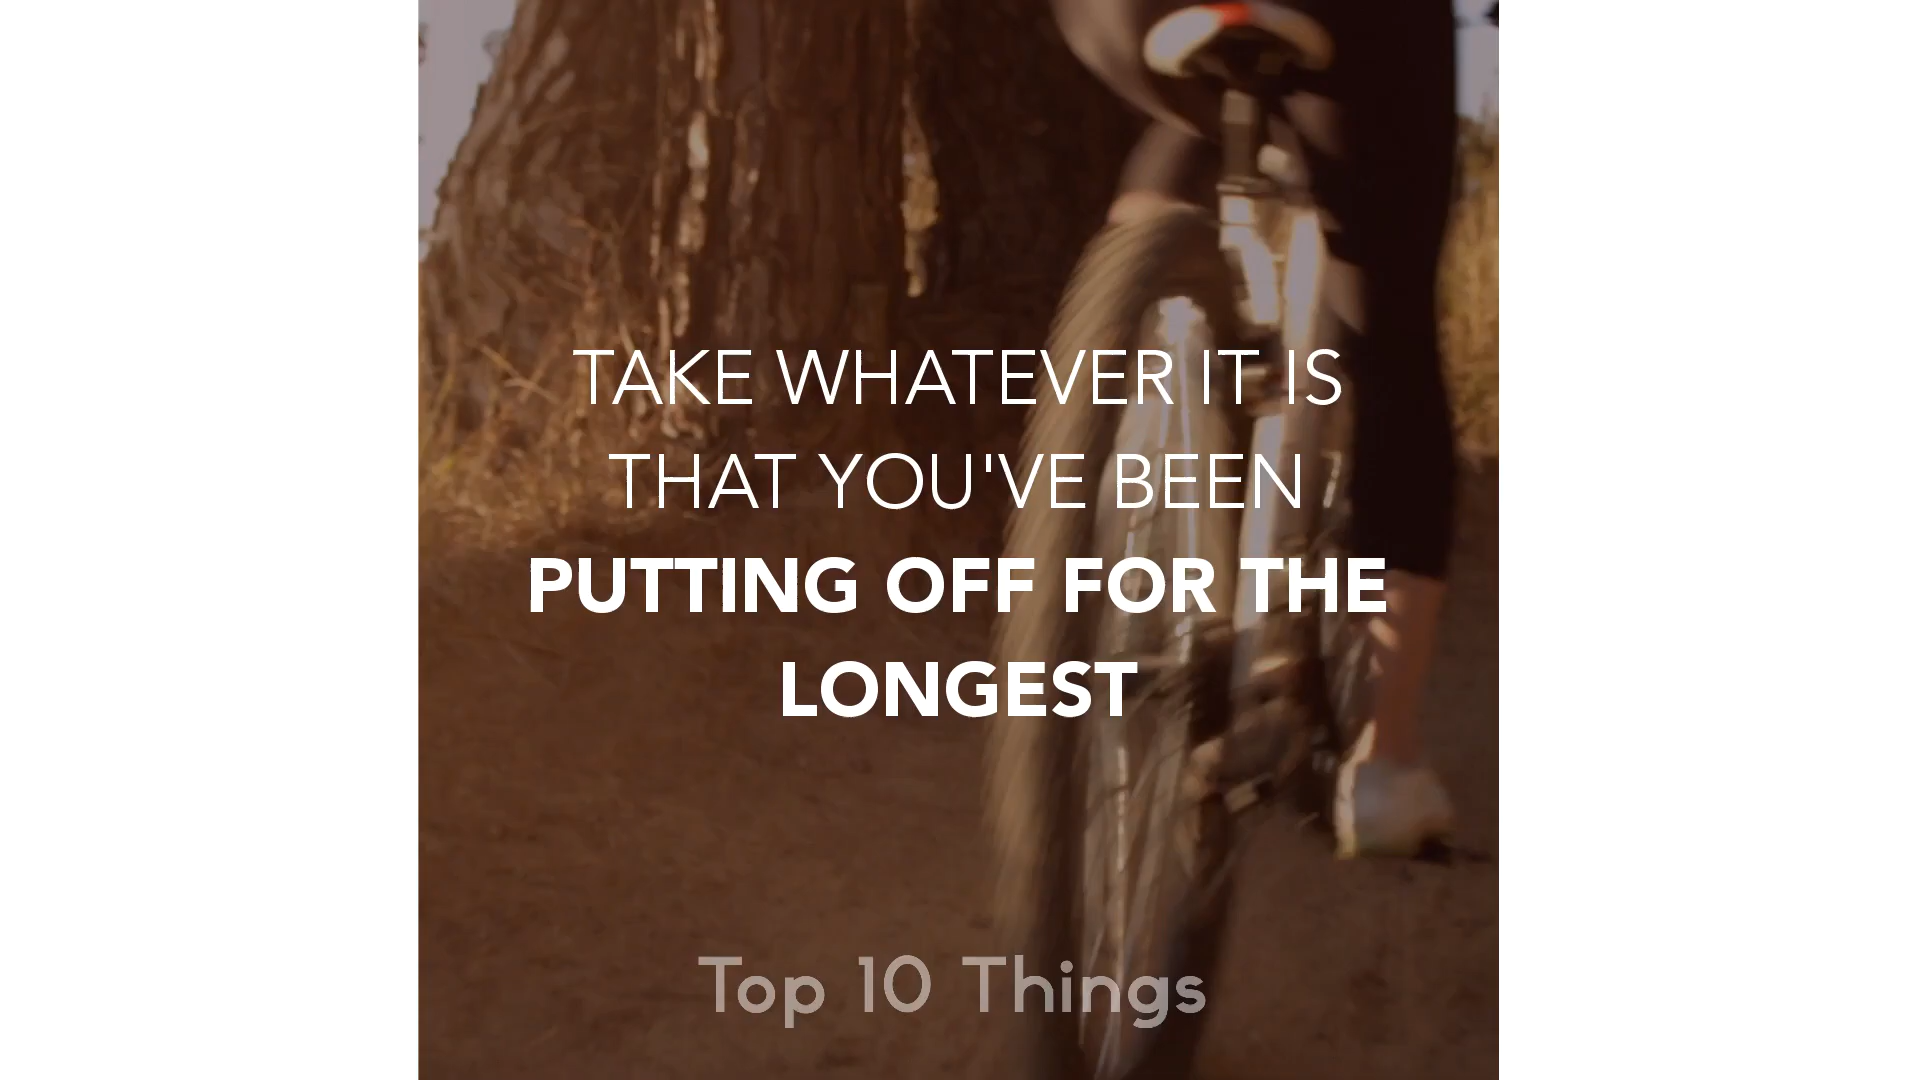 TAKE WHATEVER IT IS
THAT YOU'VE BEEN
PUTTING OFF FOR THE
LONGEST
Top 10 Things